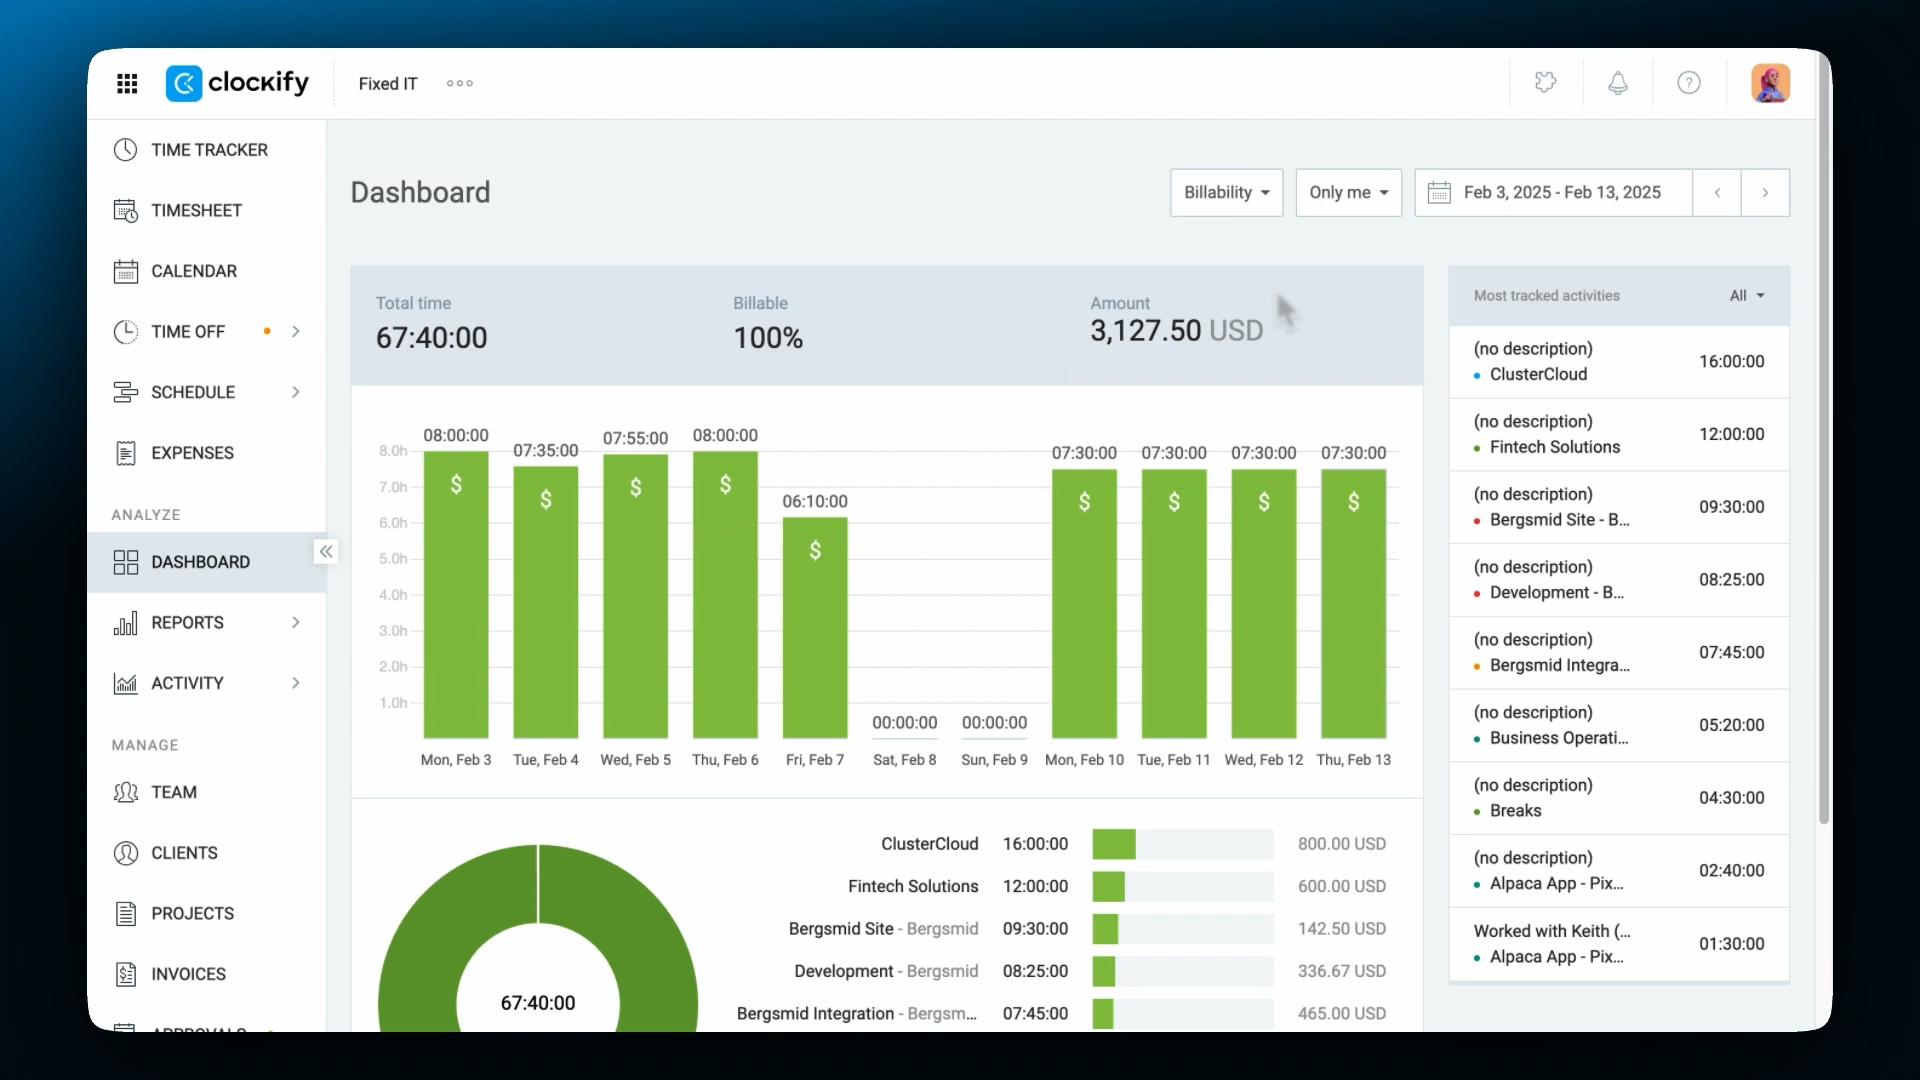 clockify
Fixed IT
TIME TRACKER
TIMESHEET
CALENDAR
TIME OFF
SCHEDULE
EXPENSES
ANALYZE
DASHBOARD
REPORTS
ACTIVITY
MANAGE
TEAM
CLIENTS
PROJECTS
INVOICES
APPROVALS
Dashboard
Billability
Only me
Feb 3, 2025 - Feb 13, 2025
Total time
67:40:00
Billable
100%
Amount
3,127.50 USD
8.0h
7.0h
6.0h
5.0h
4.0h
3.0h
2.0h
1.0h
08:00:00
07:35:00
07:55:00
08:00:00
06:10:00
00:00:00
00:00:00
07:30:00
07:30:00
07:30:00
07:30:00
$
$
$
$
$
$
$
$
$
Mon, Feb 3
Tue, Feb 4
Wed, Feb 5
Thu, Feb 6
Fri, Feb 7
Sat, Feb 8
Sun, Feb 9
Mon, Feb 10
Tue, Feb 11
Wed, Feb 12
Thu, Feb 13
67:40:00
ClusterCloud 16:00:00 800.00 USD
Fintech Solutions 12:00:00 600.00 USD
Bergsmid Site - Bergsmid 09:30:00 142.50 USD
Development - Bergsmid 08:25:00 336.67 USD
Bergsmid Integration - Bergsm... 07:45:00 465.00 USD
Most tracked activities All
(no description)
ClusterCloud
16:00:00
(no description)
Fintech Solutions
12:00:00
(no description)
Bergsmid Site - B...
09:30:00
(no description)
Development - B...
08:25:00
(no description)
Bergsmid Integra...
07:45:00
(no description)
Business Operati...
05:20:00
(no description)
Breaks
04:30:00
(no description)
Alpaca App - Pix...
02:40:00
Worked with Keith (...
Alpaca App - Pix...
01:30:00